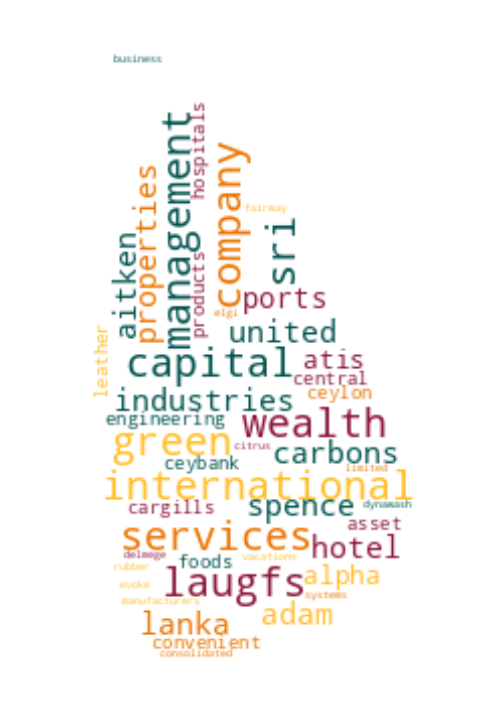 business
hospitals
management
company
properties
fairway
sri
aitken
products
ports
elgi
united
leather
capital
atis
central
industries
ceylon
engineering
wealth
green
citrus
carbons
ceybank
limited
international
cargills
spence
dynawash
services
asset
hotel
delmege
foods
vacations
rubber
laugfs
alpha
evoke
systems
manufacturers
adam
lanka
convenient
consolidated